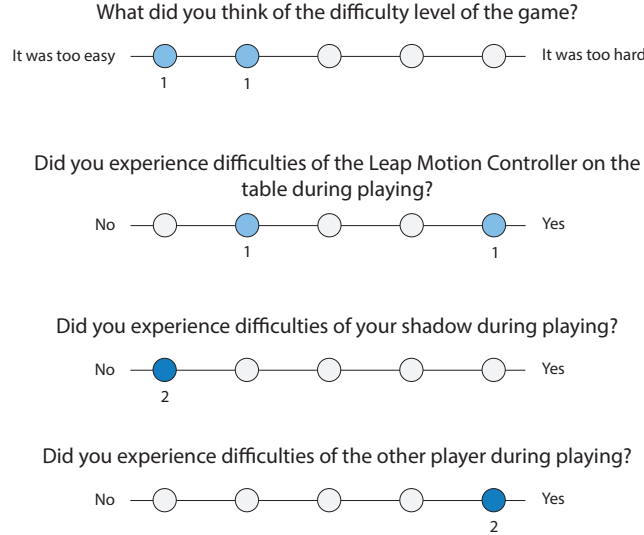 What did you think of the difficulty level of the game?
It was too easy It was too hard
1 1
Did you experience difficulties of the Leap Motion Controller on the
table during playing?
No Yes
1 1
Did you experience difficulties of your shadow during playing?
No Yes
2
Did you experience difficulties of the other player during playing?
No Yes
2